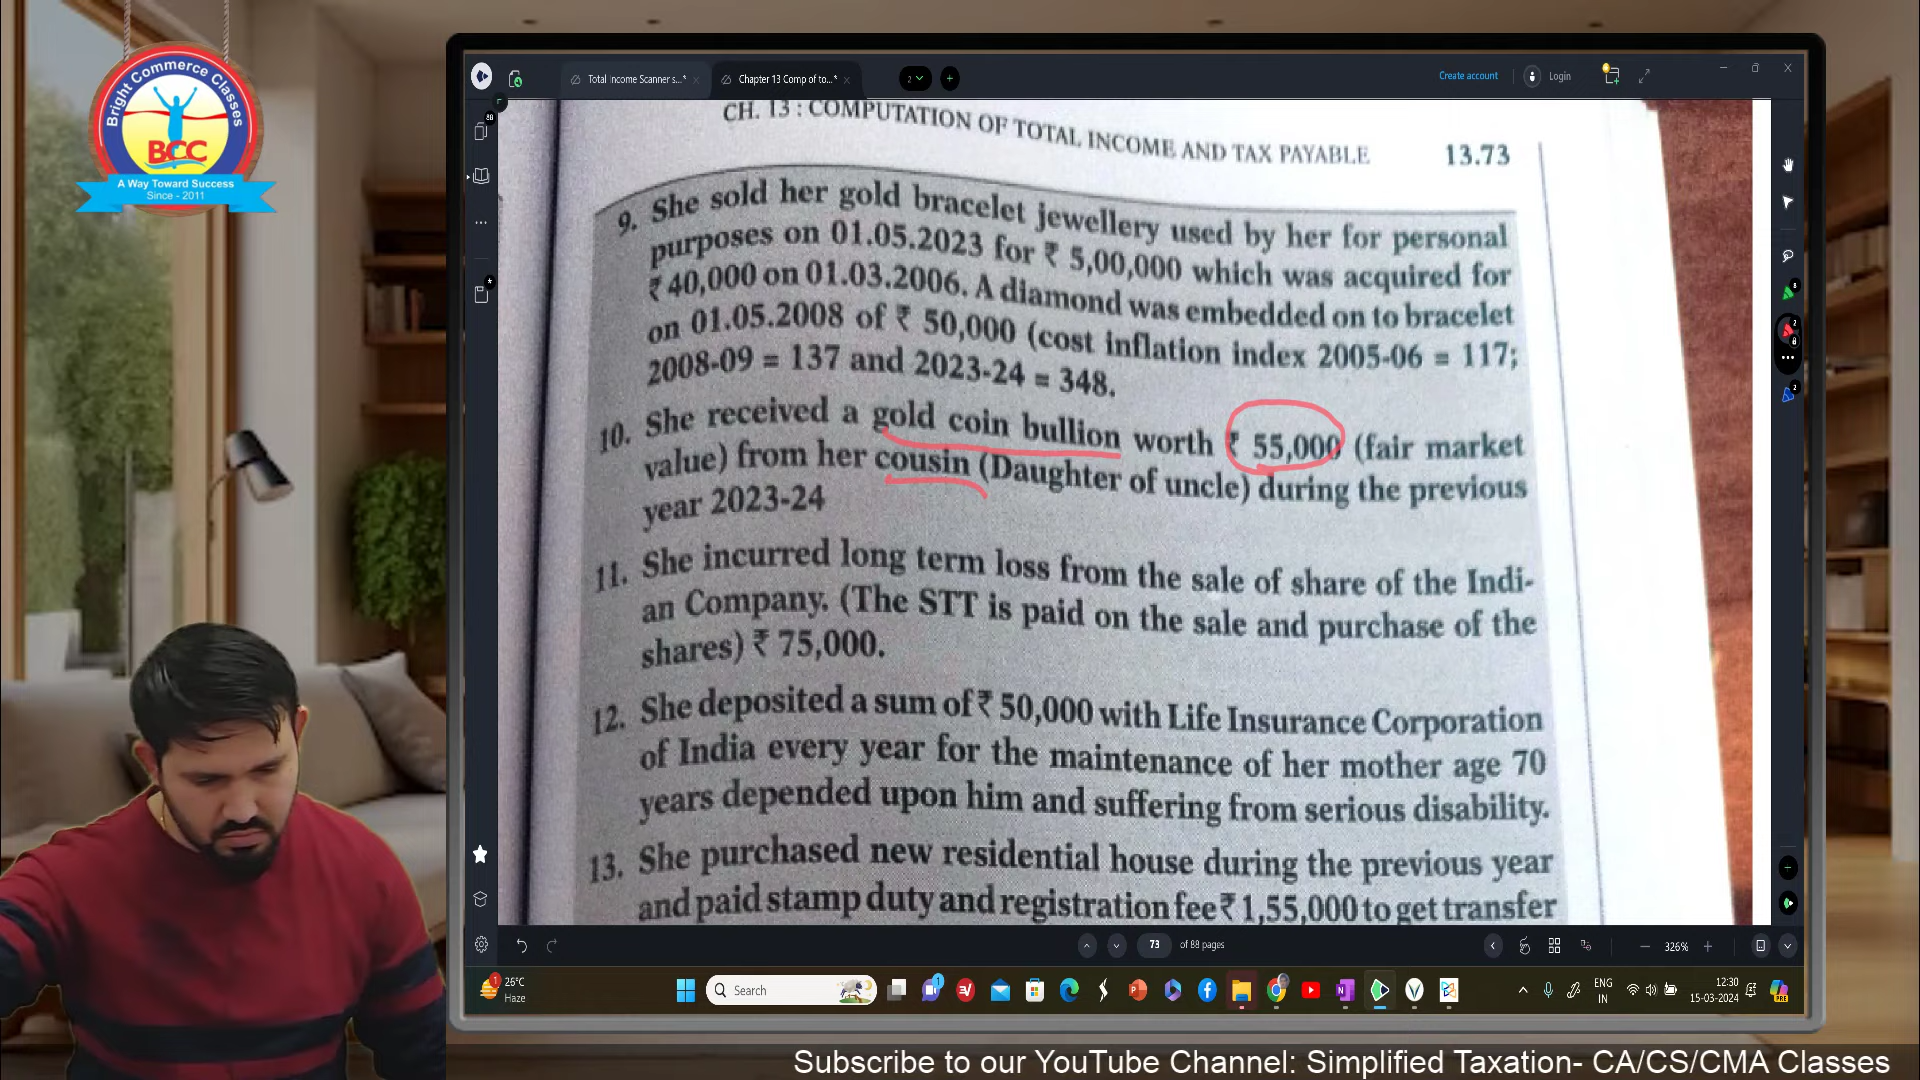 Bright Commerce Classes
BCC
A Way Toward Success
Since - 2011
Total Income Scanner s...*
Chapter 13 Comp of to...*
2
Create account
Login
88
CH. 13 : COMPUTATION OF TOTAL INCOME AND TAX PAYABLE 13.73
9. She sold her gold bracelet jewellery used by her for personal
purposes on 01.05.2023 for ₹ 5,00,000 which was acquired for
₹ 40,000 on 01.03.2006. A diamond was embedded on to bracelet
on 01.05.2008 of ₹ 50,000 (cost inflation index 2005-06 = 117;
2008-09 = 137 and 2023-24 = 348.
10. She received a gold coin bullion worth ₹ 55,000 (fair market
value) from her cousin (Daughter of uncle) during the previous
year 2023-24
11. She incurred long term loss from the sale of share of the Indi-
an Company. (The STT is paid on the sale and purchase of the
shares) ₹ 75,000.
12. She deposited a sum of ₹ 50,000 with Life Insurance Corporation
of India every year for the maintenance of her mother age 70
years depended upon him and suffering from serious disability.
13. She purchased new residential house during the previous year
and paid stamp duty and registration fee ₹ 1,55,000 to get transfer
73 of 88 pages
326%
26°C
Haze
Search
ENG
IN
12:30
15-03-2024
Subscribe to our YouTube Channel: Simplified Taxation- CA/CS/CMA Classes